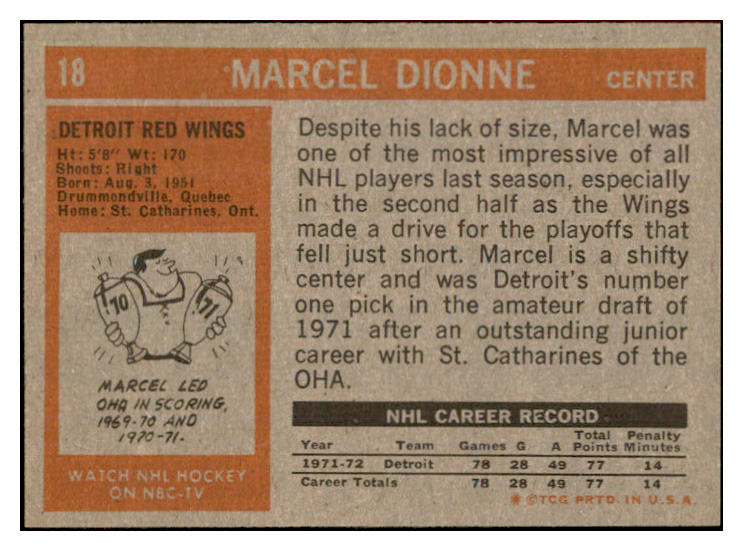 18 MARCEL DIONNE CENTER
DETROIT RED WINGS
Ht: 5'8" Wt: 170
Shoots: Right
Born: Aug. 3, 1951
Drummondville, Quebec
Home: St. Catharines, Ont.
'70 '71
MARCEL LED
OHA IN SCORING,
1969-70 AND
1970-71.
WATCH NHL HOCKEY
ON NBC-TV
Despite his lack of size, Marcel was
one of the most impressive of all
NHL players last season, especially
in the second half as the Wings
made a drive for the playoffs that
fell just short. Marcel is a shifty
center and was Detroit's number
one pick in the amateur draft of
1971 after an outstanding junior
career with St. Catharines of the
OHA.
NHL CAREER RECORD
Total Penalty
Year Team Games G A Points Minutes
1971-72 Detroit 78 28 49 77 14
Career Totals 78 28 49 77 14
* ©TCG PRTD. IN U.S.A.